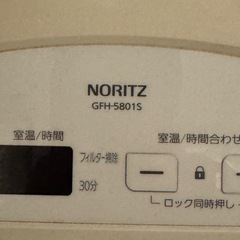 NORITZ
GFH-5801S
室温/時間
室温/時間合わせ
フィルター掃除
30分
ロック同時押し